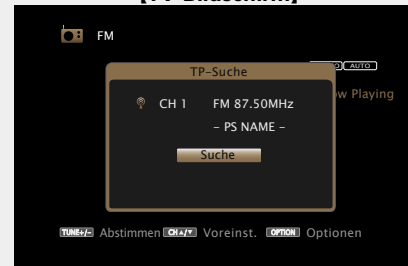 FM
AUTO
TP-Suche
ow Playing
CH 1 FM 87.50MHz
– PS NAME –
Suche
TUNE+/- Abstimmen CH▲/▼ Voreinst. OPTION Optionen